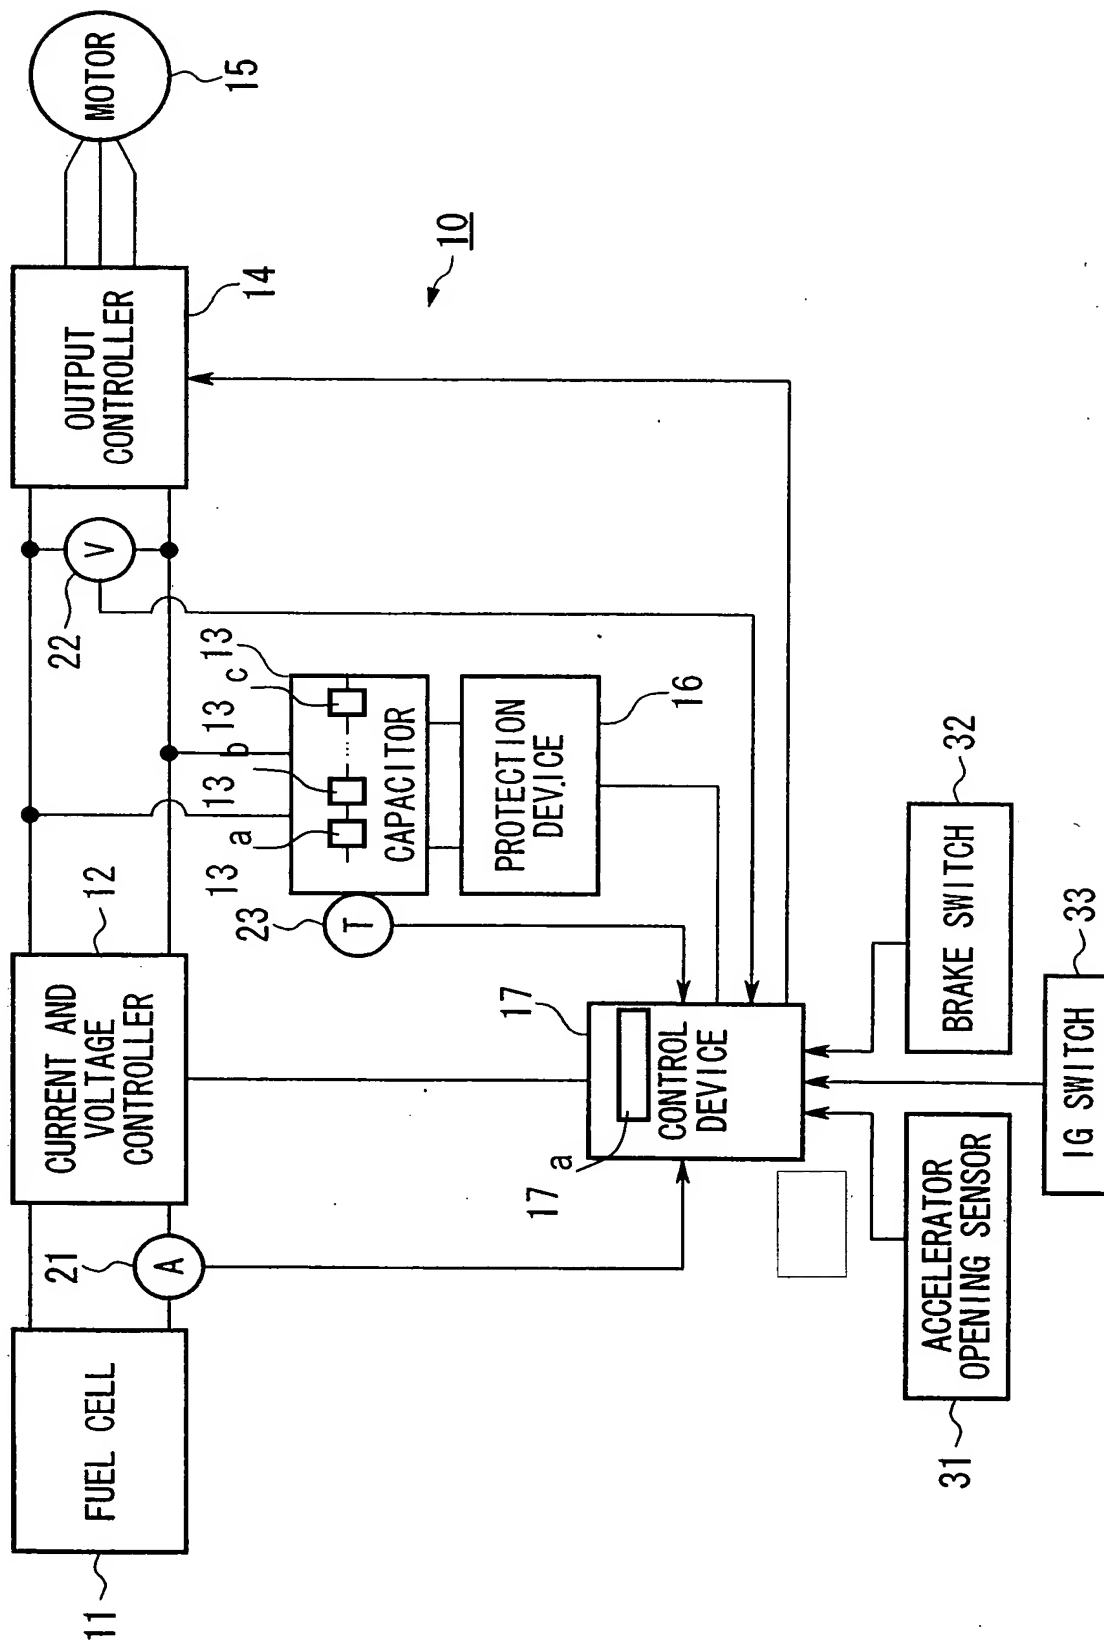 11
FUEL CELL
21
A
CURRENT AND
VOLTAGE
CONTROLLER
12
22
V
OUTPUT
CONTROLLER
14
MOTOR
15
10
23
T
13
a
13
b
13
c
13
CAPACITOR
PROTECTION
DEVICE
16
17
a
17
CONTROL
DEVICE
31
ACCELERATOR
OPENING SENSOR
BRAKE SWITCH
32
IG SWITCH
33